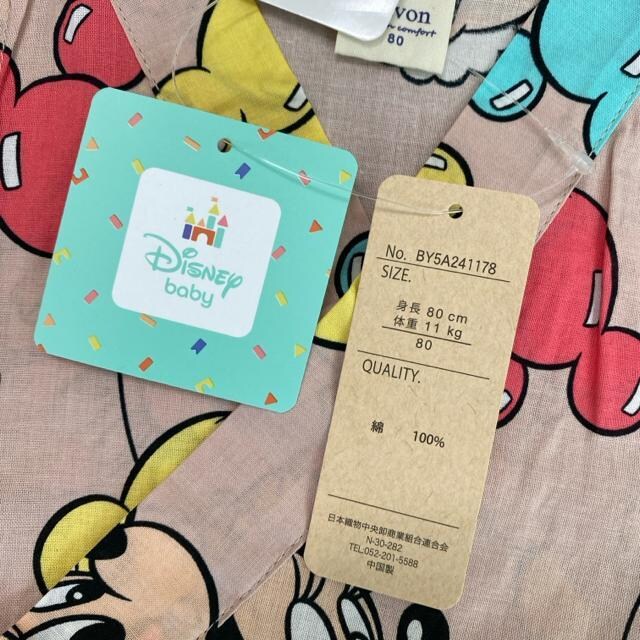 von
comfort
80
Disney
baby
No. BY5A241178
SIZE.
身長 80 cm
体重 11 kg
80
QUALITY.
綿 100%
日本織物中央卸商業組合連合会
N-30-282
TEL.052-201-5588
中国製